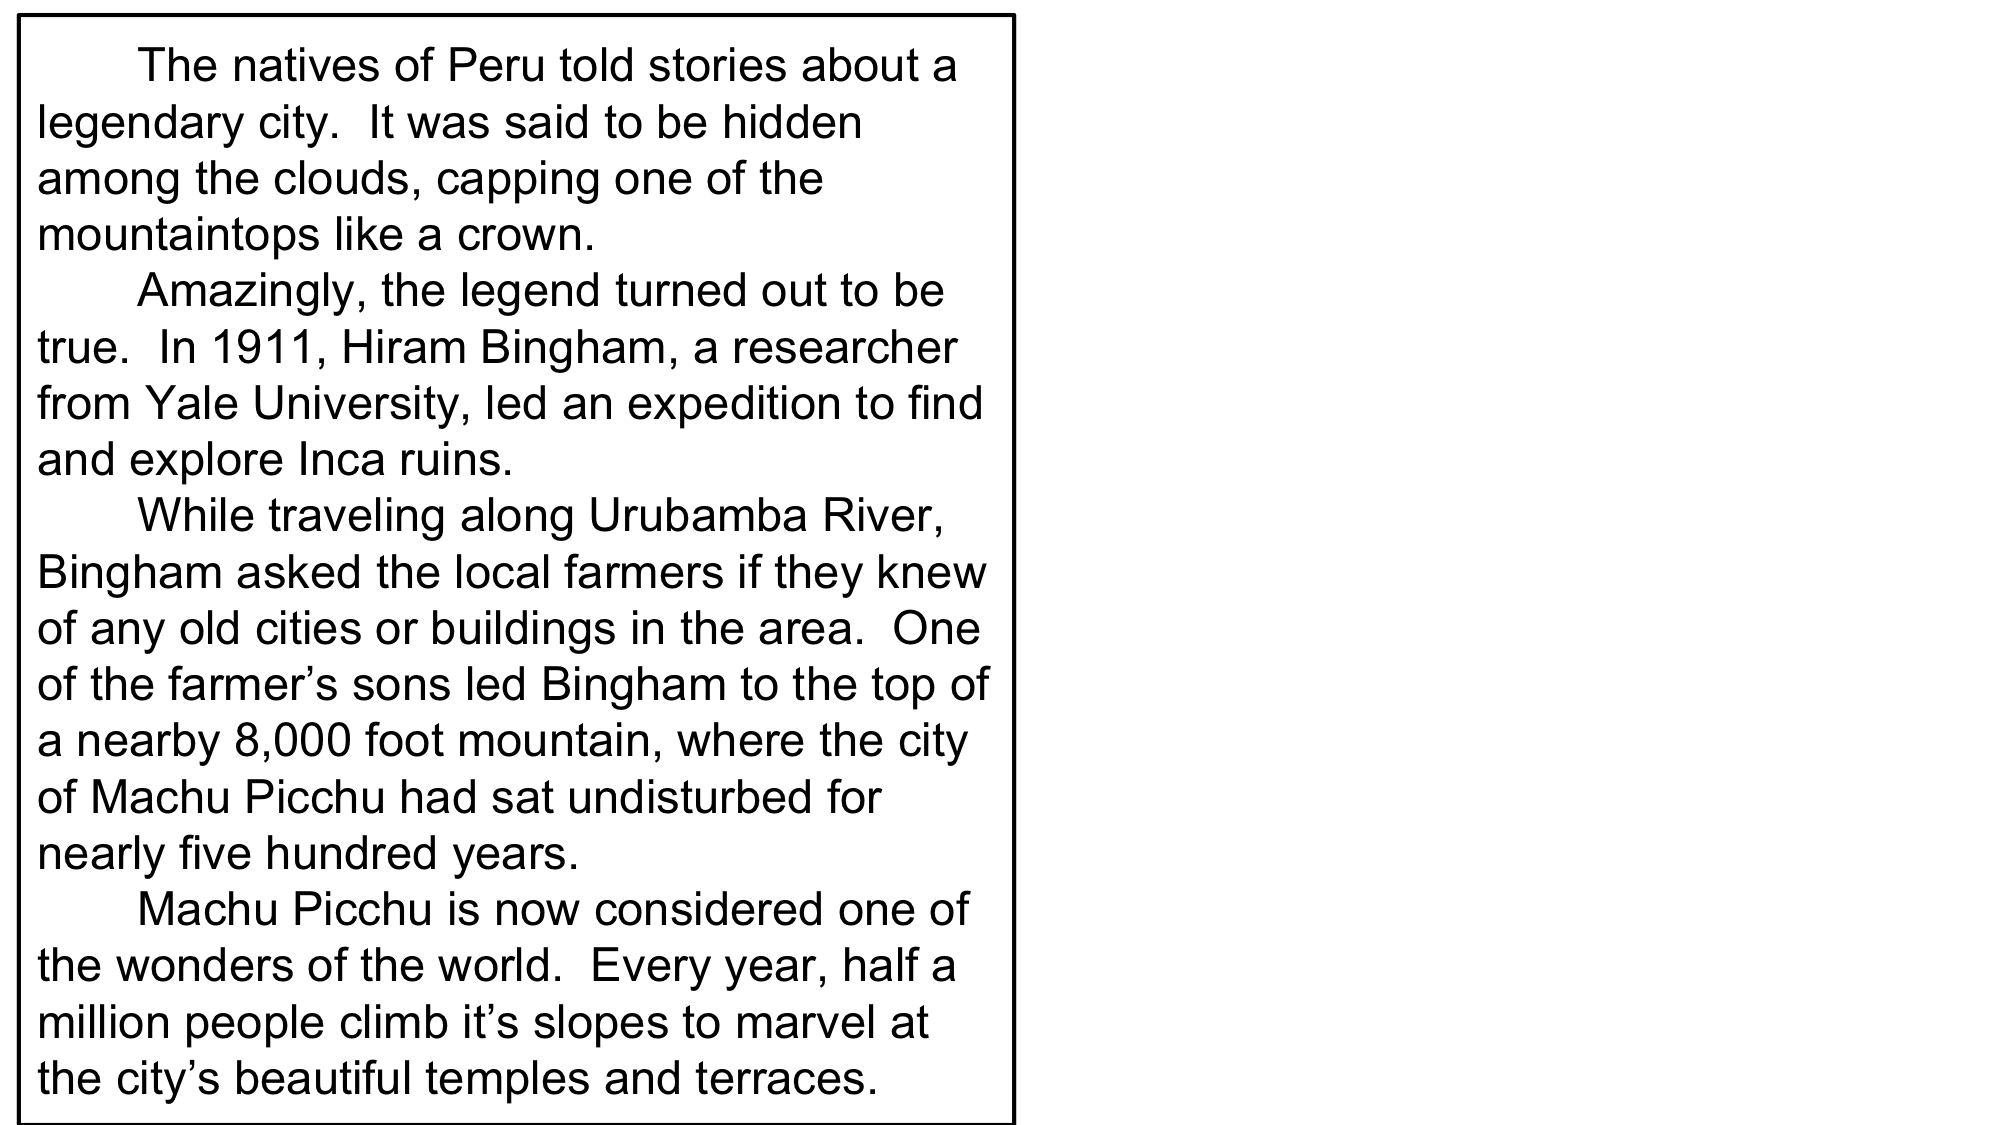 The natives of Peru told stories about a
legendary city.  It was said to be hidden
among the clouds, capping one of the
mountaintops like a crown.
Amazingly, the legend turned out to be
true.  In 1911, Hiram Bingham, a researcher
from Yale University, led an expedition to find
and explore Inca ruins.
While traveling along Urubamba River,
Bingham asked the local farmers if they knew
of any old cities or buildings in the area.  One
of the farmer’s sons led Bingham to the top of
a nearby 8,000 foot mountain, where the city
of Machu Picchu had sat undisturbed for
nearly five hundred years.
Machu Picchu is now considered one of
the wonders of the world.  Every year, half a
million people climb it’s slopes to marvel at
the city’s beautiful temples and terraces.